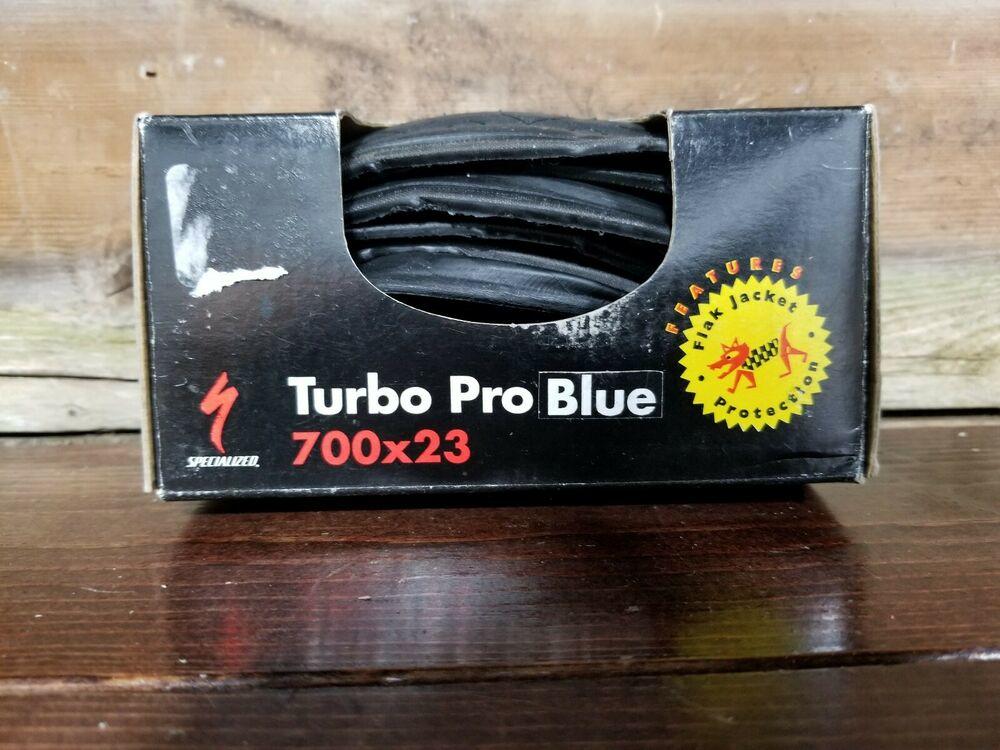 FEATURES
Flak Jacket
Protection
Turbo Pro Blue
700x23
SPECIALIZED